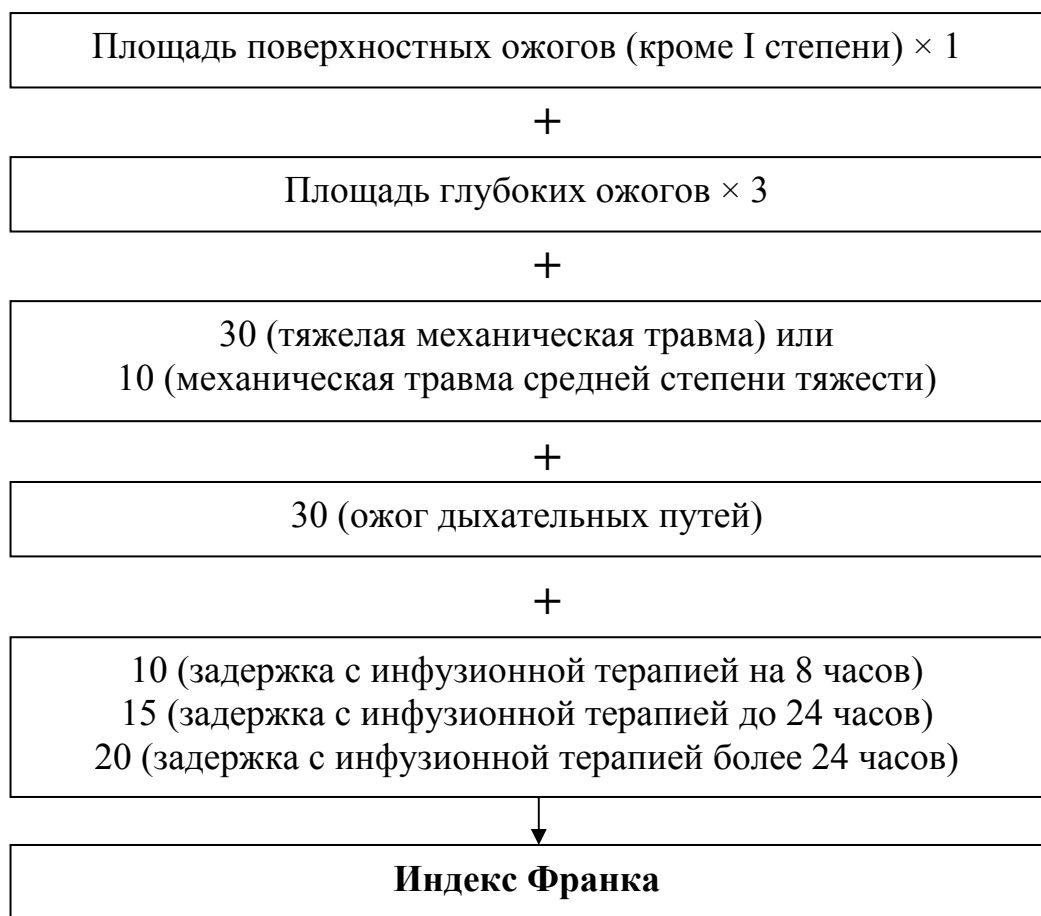 Площадь поверхностных ожогов (кроме I степени) × 1
+
Площадь глубоких ожогов × 3
+
30 (тяжелая механическая травма) или
10 (механическая травма средней степени тяжести)
+
30 (ожог дыхательных путей)
+
10 (задержка с инфузионной терапией на 8 часов)
15 (задержка с инфузионной терапией до 24 часов)
20 (задержка с инфузионной терапией более 24 часов)
Индекс Франка